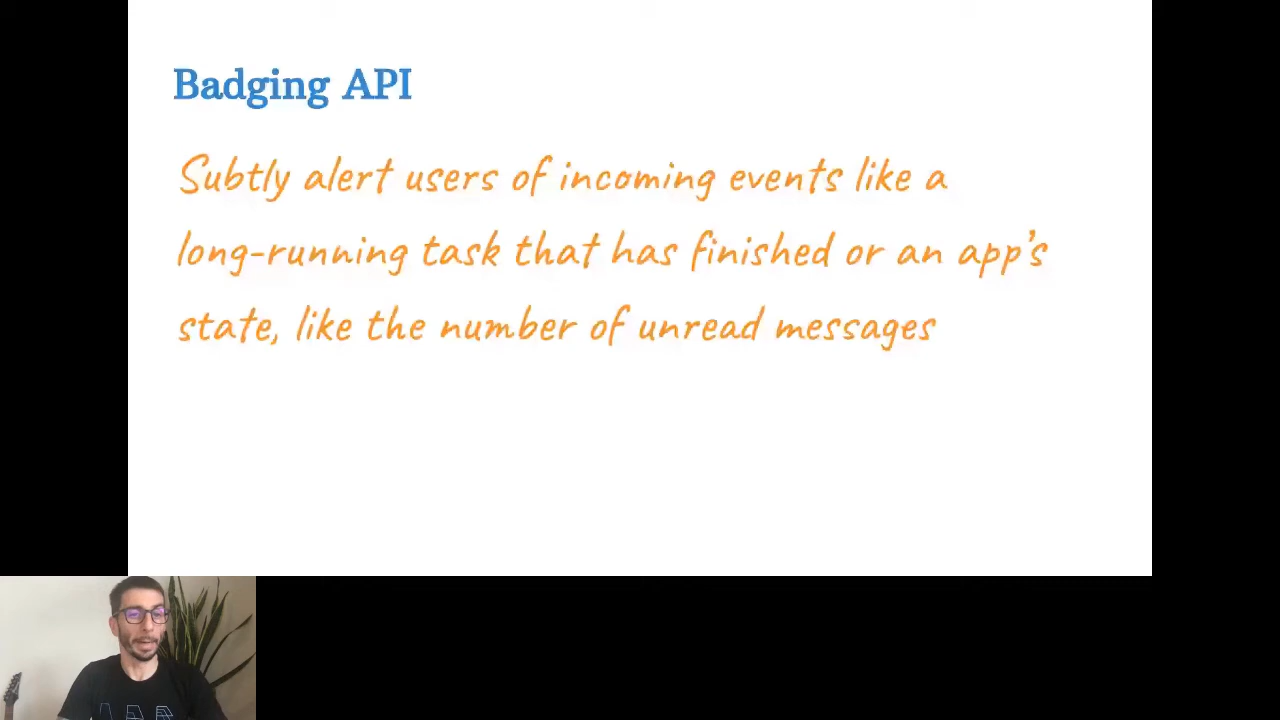 Badging API
Subtly alert users of incoming events like a
long-running task that has finished or an app's
state, like the number of unread messages